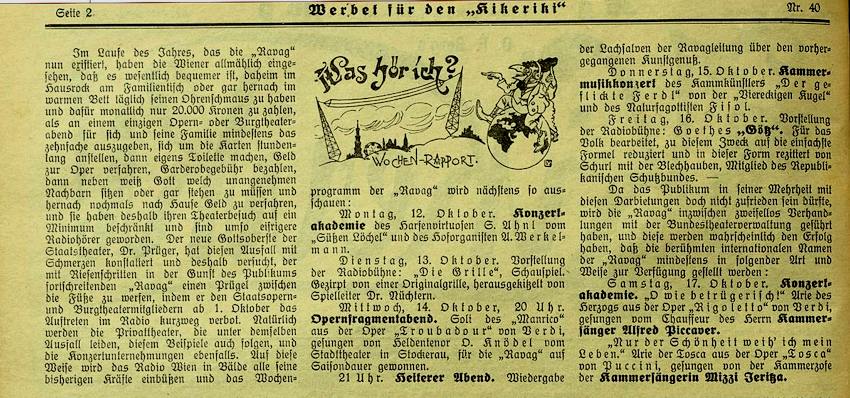 Seite 2
Werbet für den „Kikeriki“
Nr. 40
Im Laufe des Jahres, das die „Ravag“
nun existiert, haben die Wiener allmählich einge-
sehen, daß es wesentlich bequemer ist, daheim im
Hausrock am Familientisch oder gar hernach im
warmen Bett täglich seinen Ohrenschmaus zu haben
und dafür monatlich nur 20.000 Kronen zu zahlen,
als an einem einzigen Opern- oder Burgtheater-
abend für sich und seine Familie mindestens das
zehnfache auszugeben, sich um die Karten stunden-
lang anstellen, dann eigens Toilette machen, Geld
zur Oper verfahren, Garderobegebühr bezahlen,
dann neben weiß Gott welch unangenehmen
Nachbarn sitzen oder gar stehen zu müssen und
hernach nochmals nach Hause Geld zu verfahren,
und sie haben deshalb ihren Theaterbesuch auf ein
Minimum beschränkt und sind umso eifrigere
Radiohörer geworden. Der neue Gottsoberste der
Staatstheater, Dr. Prüger, hat diesen Ausfall mit
Schmerzen konstatiert und deshalb versucht, der
mit Riesenschritten in der Gunst des Publikums
fortschreitenden „Ravag“ einen Prügel zwischen
die Füße zu werfen, indem er den Staatsopern-
und Burgtheatermitgliedern ab 1. Oktober das
Auftreten im Radio kurzweg verbot. Natürlich
werden die Privattheater, die unter demselben
Ausfall leiden, diesem Beispiele auch folgen, und
die Konzertunternehmungen ebenfalls. Auf diese
Weise wird das Radio Wien in Bälde alle seine
bisherigen Kräfte einbüßen und das Wochen-
Was hör ich?
WOCHEN-RAPPORT.
programm der „Ravag“ wird nächstens so aus-
schauen:
Montag, 12. Oktober. Konzert-
akademie des Harfenvirtuosen S. Ahnl vom
„Süßen Löchel“ und des Hoforganisten A. Werkel-
mann.
Dienstag, 13. Oktober. Vorstellung
der Radiobühne: „Die Grille“, Schauspiel.
Gezirpt von einer Originalgrille, herausgekitzelt von
Spielleiter Dr. Nüchtern.
Mittwoch, 14. Oktober, 20 Uhr.
Opernfragmentabend. Soli des „Manrico“
aus der Oper „Troubadour“ von Verdi,
gesungen von Heldentenor O. Knödel vom
Stadttheater in Stockerau, für die „Ravag“ auf
Saisondauer gewonnen.
21 Uhr. Heiterer Abend. Wiedergabe
der Lachsalven der Ravagleitung über den vorher-
gegangenen Kunstgenuß.
Donnerstag, 15. Oktober. Kammer-
musikkonzert des Kammkünstlers „Der ge-
flickte Ferdl“ von der „Viereckigen Kugel“
und des Naturfagottisten Fisol.
Freitag, 16. Oktober. Vorstellung
der Radiobühne: Goethes „Götz“. Für das
Volk bearbeitet, zu diesem Zweck auf die einfachste
Formel reduziert und in dieser Form rezitiert von
Schurl mit der Blechhauben, Mitglied des Republi-
kanischen Schutzbundes. —
Da das Publikum in seiner Mehrheit mit
diesen Darbietungen doch nicht zufrieden sein dürfte,
wird die „Ravag“ inzwischen zweifellos Verhand-
lungen mit der Bundestheaterverwaltung geführt
haben, und diese werden wahrscheinlich den Erfolg
haben, daß die berühmten internationalen Namen
der „Ravag“ mindestens in folgender Art und
Weise zur Verfügung gestellt werden:
Samstag, 17. Oktober. Konzert-
akademie. „O wie betrügerisch!“ Arie des
Herzogs aus der Oper „Rigoletto“ von Verdi,
gesungen vom Chauffeur des Herrn Kammer-
sänger Alfred Piccaver.
„Nur der Schönheit weih' ich mein
Leben.“ Arie der Tosca aus der Oper „Tosca“
von Puccini, gesungen von der Kammerzofe
der Kammersängerin Mizzi Jeritza.